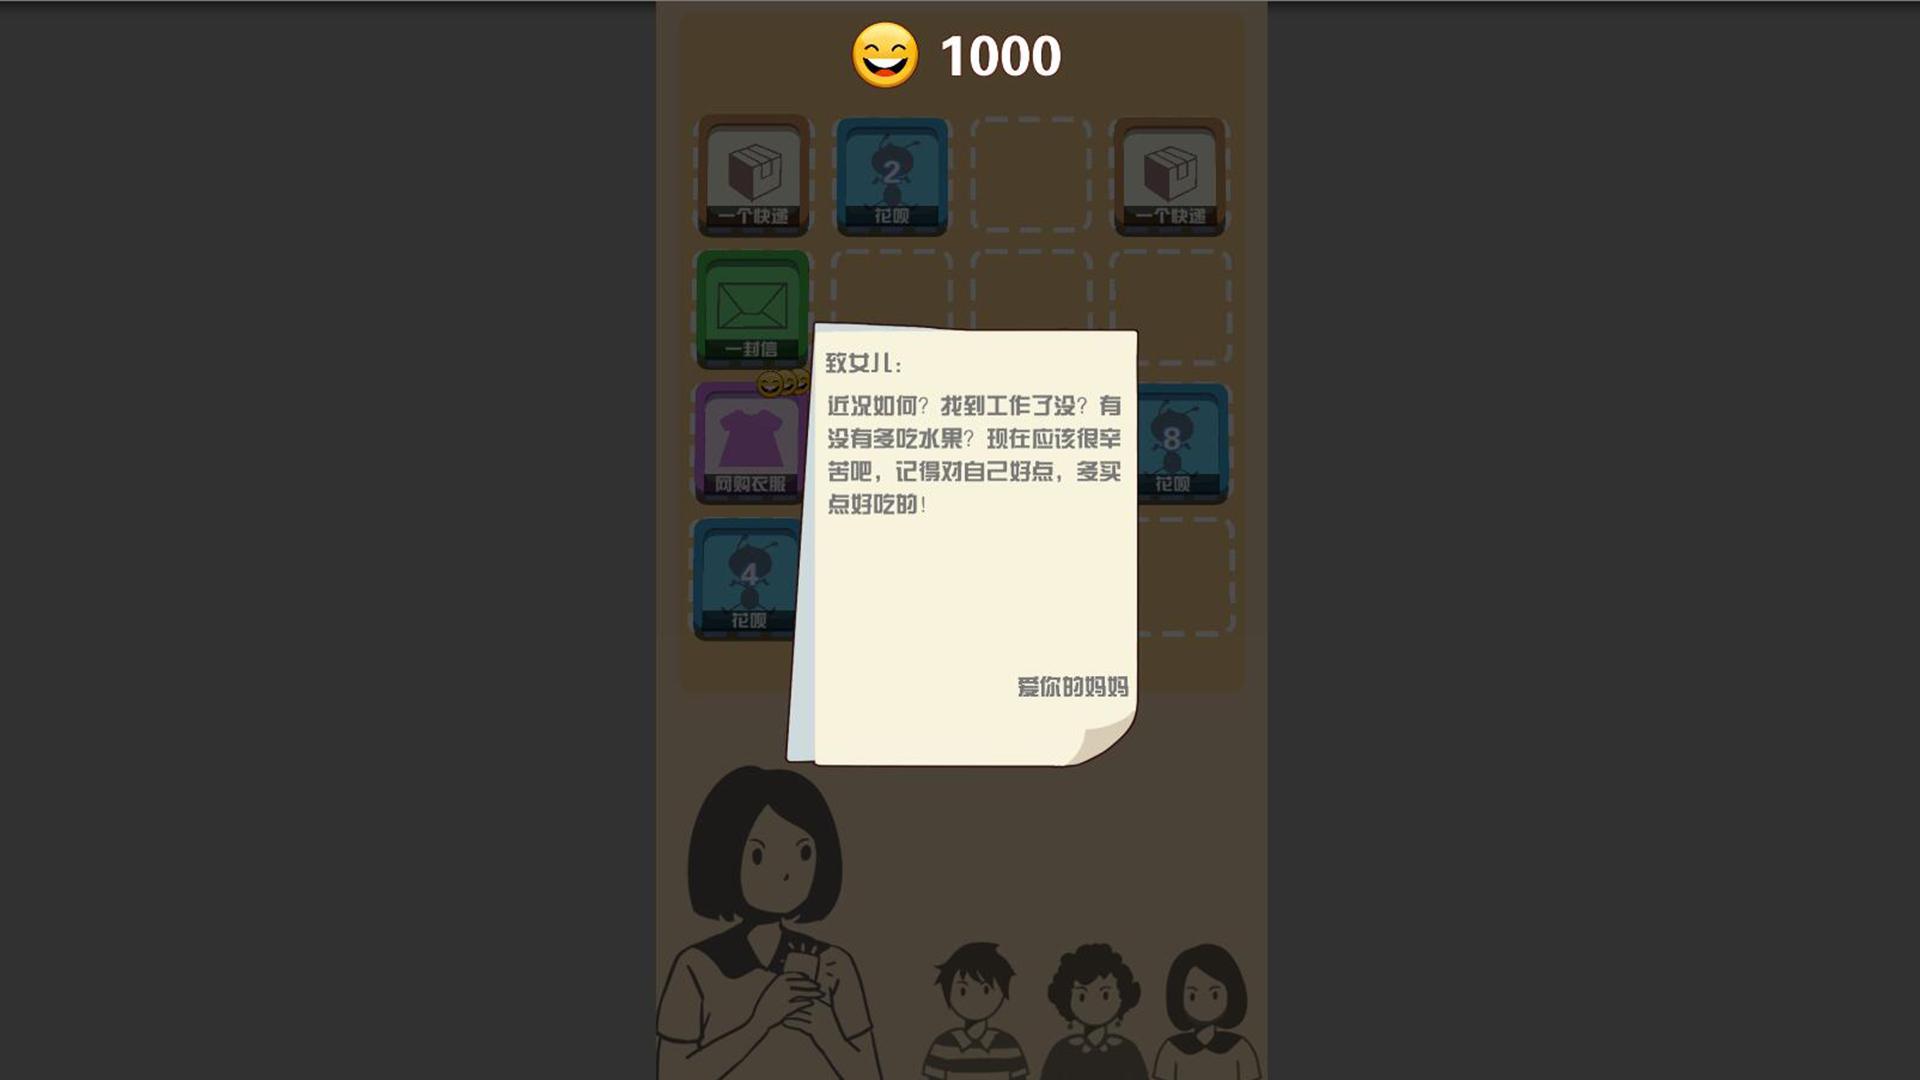 1000
一个快递
2
花呗
一个快递
一封信
网购衣服
8
花呗
4
花呗
致女儿：
近况如何？找到工作了没？有
没有多吃水果？现在应该很辛
苦吧，记得对自己好点，多买
点好吃的！
爱你的妈妈